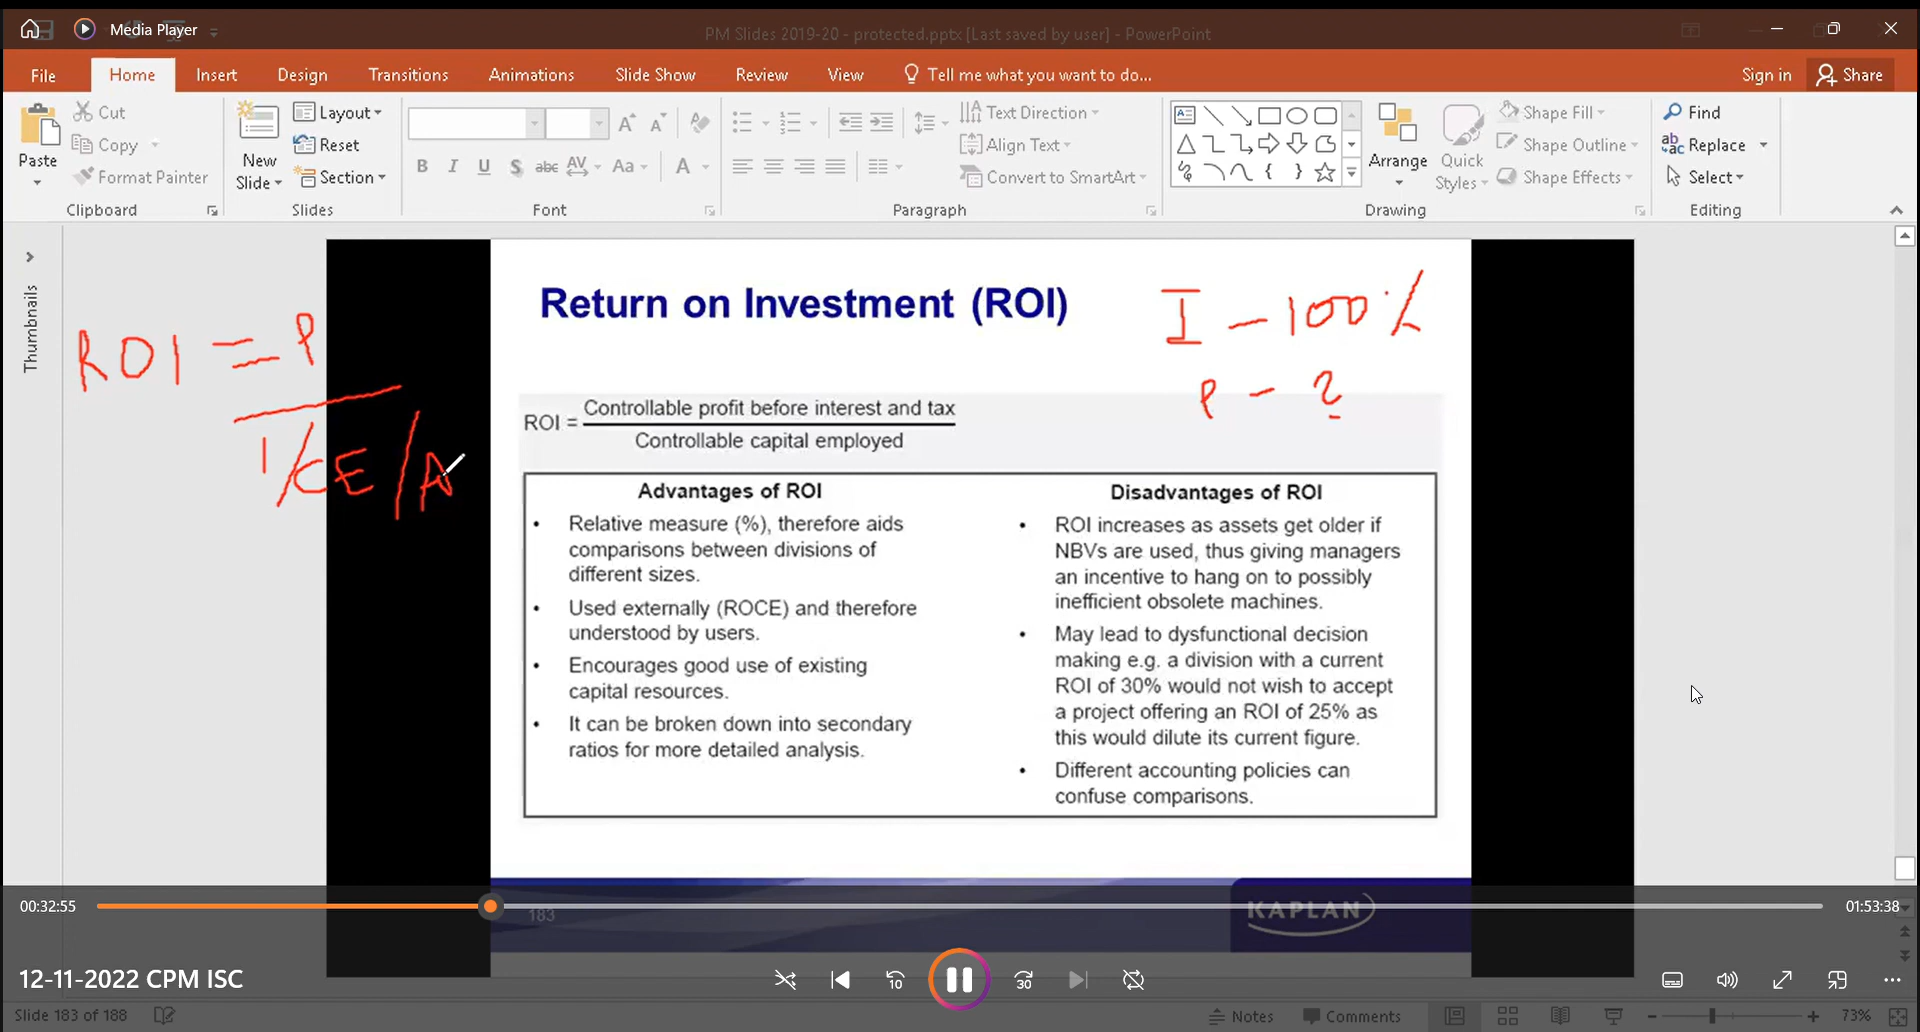 Media Player
PM Slides 2019-20 - protected.pptx [Last saved by user] - PowerPoint
File Home Insert Design Transitions Animations Slide Show Review View Tell me what you want to do... Sign in Share
Paste Cut Copy Format Painter
Clipboard
New Slide Layout Reset Section
Slides
B I U S abc AV Aa A
Font
Text Direction Align Text Convert to SmartArt
Paragraph
Arrange Quick Styles Shape Fill Shape Outline Shape Effects
Drawing
Find Replace Select
Editing
Thumbnails
Return on Investment (ROI)
I - 100%
P - ?
ROI = P
I/CE/A
ROI = Controllable profit before interest and tax
Controllable capital employed
Advantages of ROI
• Relative measure (%), therefore aids
comparisons between divisions of
different sizes.
• Used externally (ROCE) and therefore
understood by users.
• Encourages good use of existing
capital resources.
• It can be broken down into secondary
ratios for more detailed analysis.
Disadvantages of ROI
• ROI increases as assets get older if
NBVs are used, thus giving managers
an incentive to hang on to possibly
inefficient obsolete machines.
• May lead to dysfunctional decision
making e.g. a division with a current
ROI of 30% would not wish to accept
a project offering an ROI of 25% as
this would dilute its current figure.
• Different accounting policies can
confuse comparisons.
00:32:55
01:53:38
183
KAPLAN
12-11-2022 CPM ISC
10
30
Slide 183 of 188
Notes Comments 73%